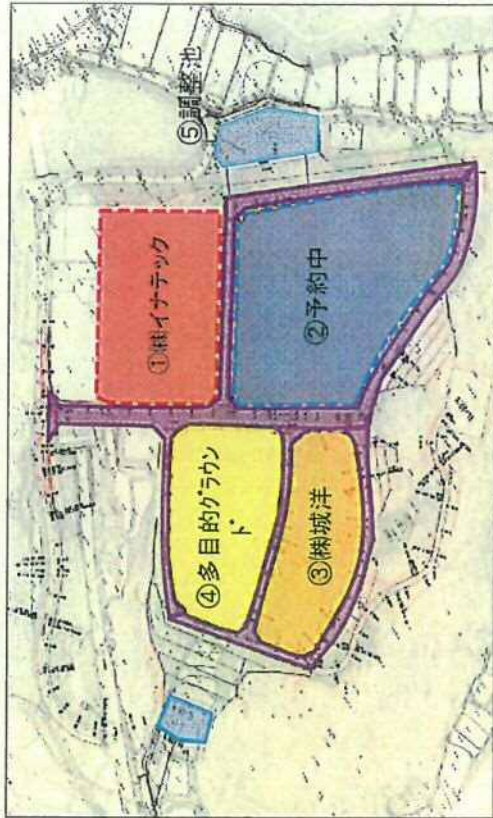 ①㈱イナテック
②予約中
③㈱城洋
④多目的グラウン
ド
⑤調整池